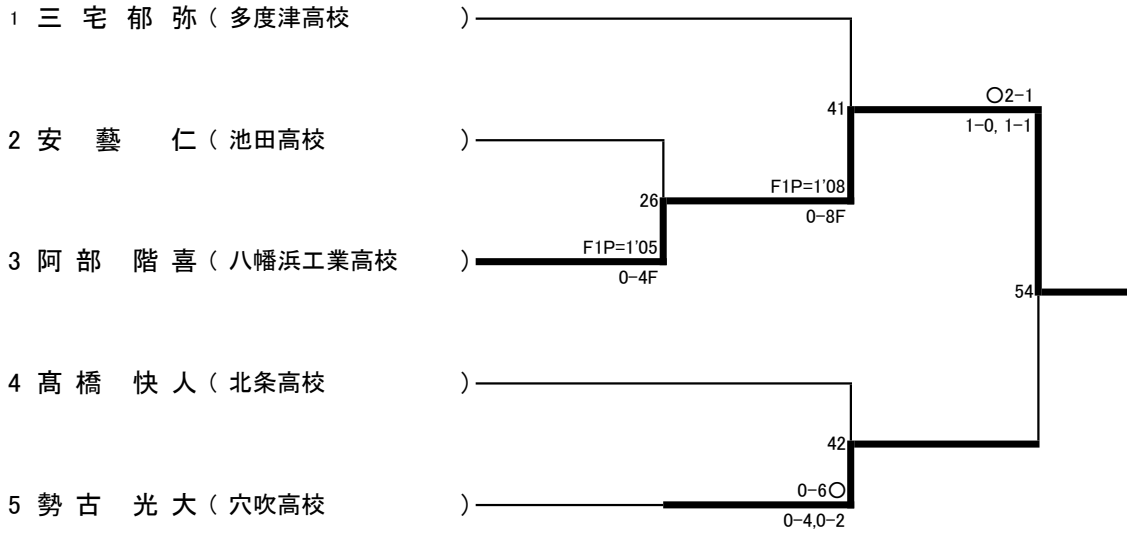 1 三 宅 郁 弥 ( 多度津高校 )
41
○2-1
1-0, 1-1
2 安 藝 仁 ( 池田高校 )
26
F1P=1'08
0-8F
3 阿 部 階 喜 ( 八幡浜工業高校 )
F1P=1'05
0-4F
54
4 髙 橋 快 人 ( 北条高校 )
42
5 勢 古 光 大 ( 穴吹高校 )
0-6○
0-4,0-2